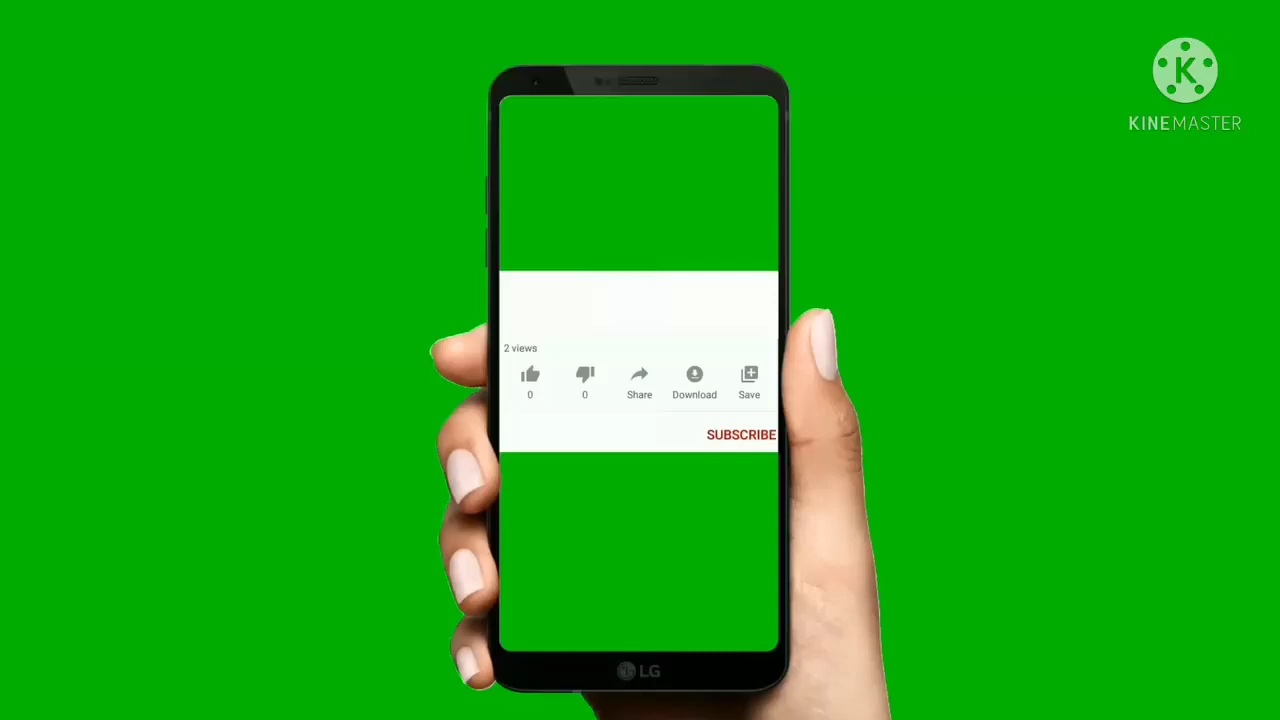 K
KINEMASTER
2 views
0 0 Share Download Save
SUBSCRIBE
LG